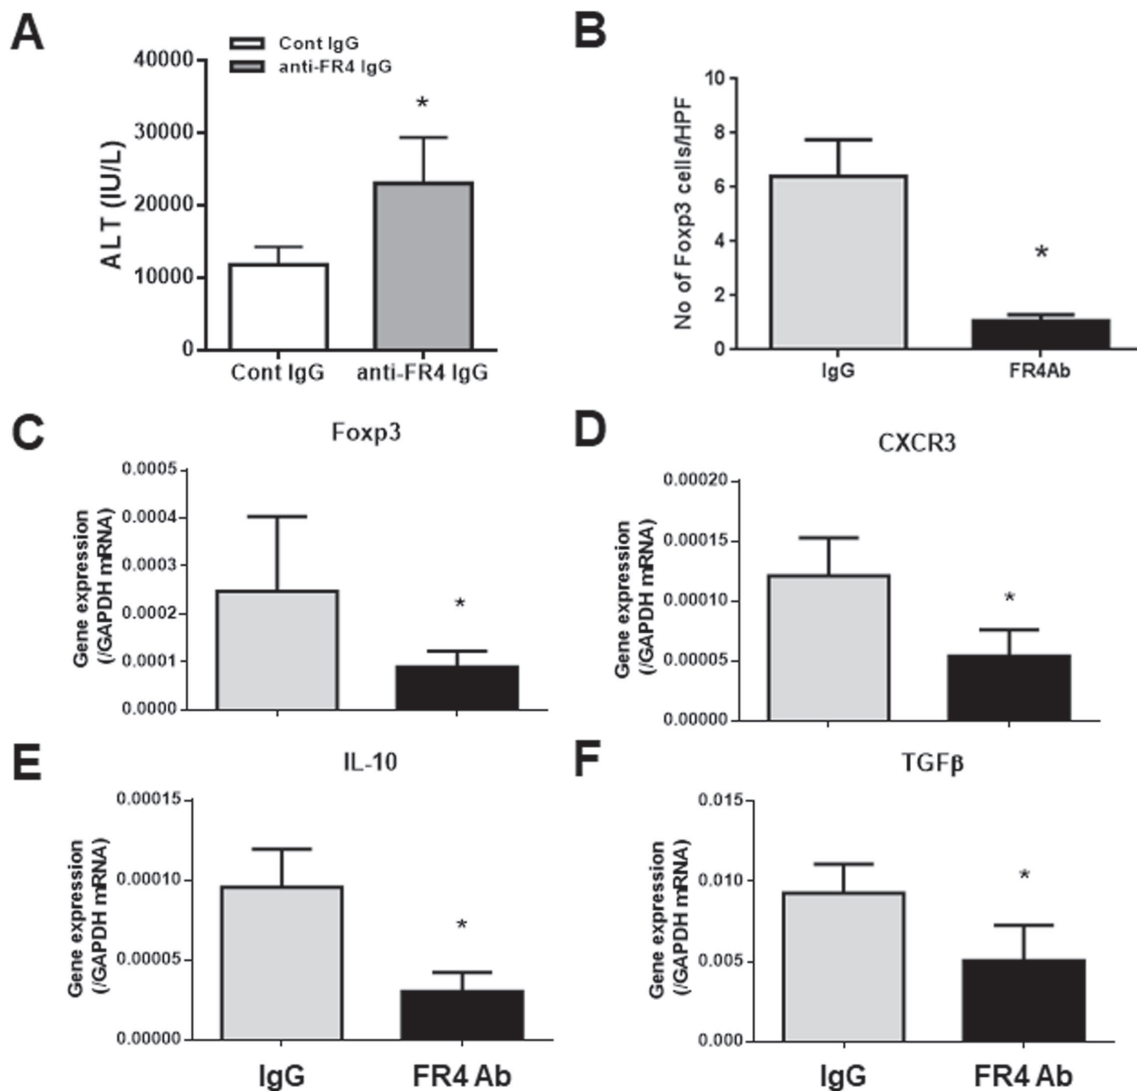 A
Cont IgG
anti-FR4 IgG
ALT (IU/L)
40000
30000
20000
10000
0
*
Cont IgG
anti-FR4 IgG
B
No of Foxp3 cells/HPF
10
8
6
4
2
0
*
IgG
FR4Ab
C
Foxp3
Gene expression
(/GAPDH mRNA)
0.0005
0.0004
0.0003
0.0002
0.0001
0.0000
*
D
CXCR3
Gene expression
(/GAPDH mRNA)
0.00020
0.00015
0.00010
0.00005
0.00000
*
E
IL-10
Gene expression
(/GAPDH mRNA)
0.00015
0.00010
0.00005
0.00000
*
IgG
FR4 Ab
F
TGFβ
Gene expression
(/GAPDH mRNA)
0.015
0.010
0.005
0.000
*
IgG
FR4 Ab